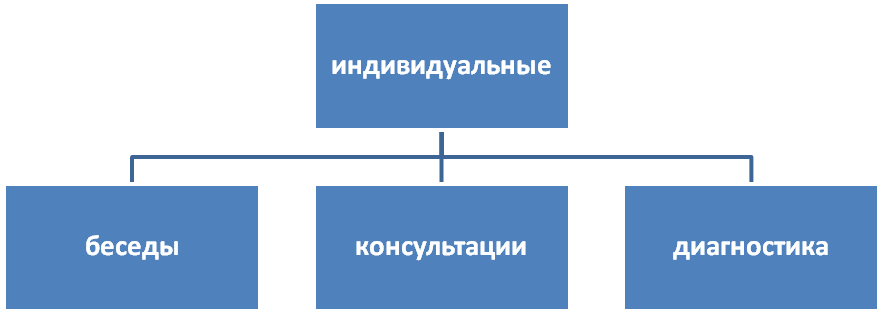 индивидуальные
беседы
консультации
диагностика